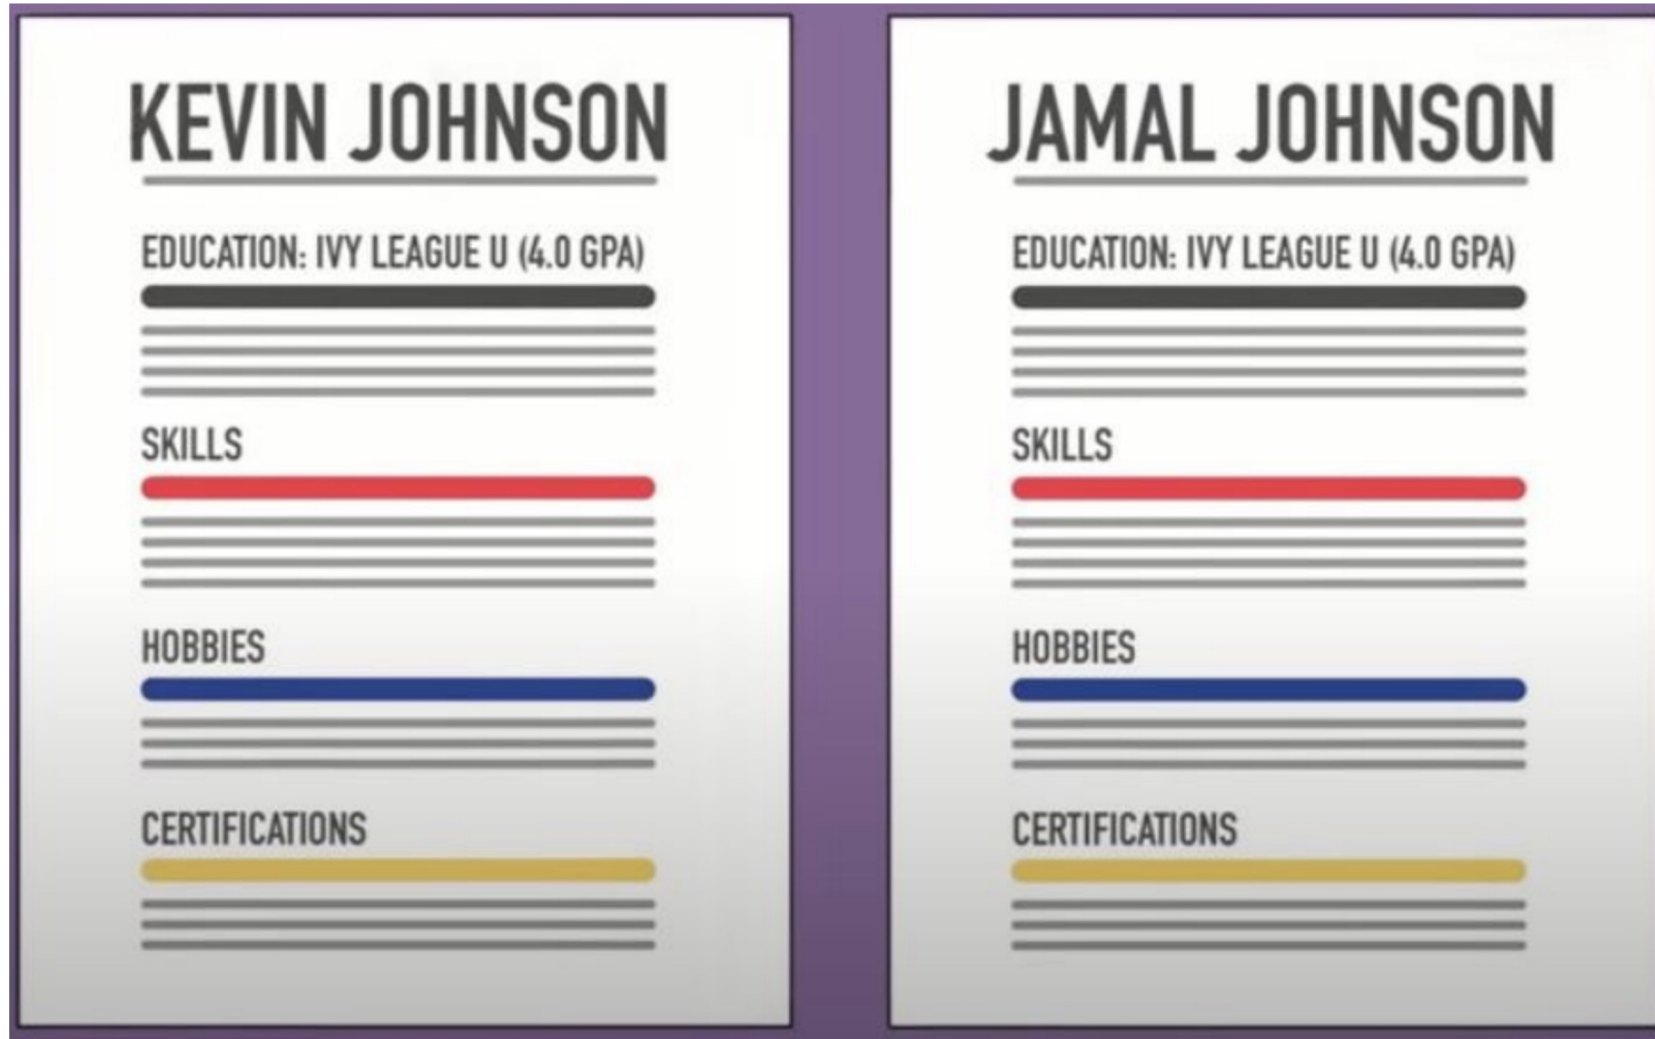 KEVIN JOHNSON
EDUCATION: IVY LEAGUE U (4.0 GPA)
SKILLS
HOBBIES
CERTIFICATIONS
JAMAL JOHNSON
EDUCATION: IVY LEAGUE U (4.0 GPA)
SKILLS
HOBBIES
CERTIFICATIONS